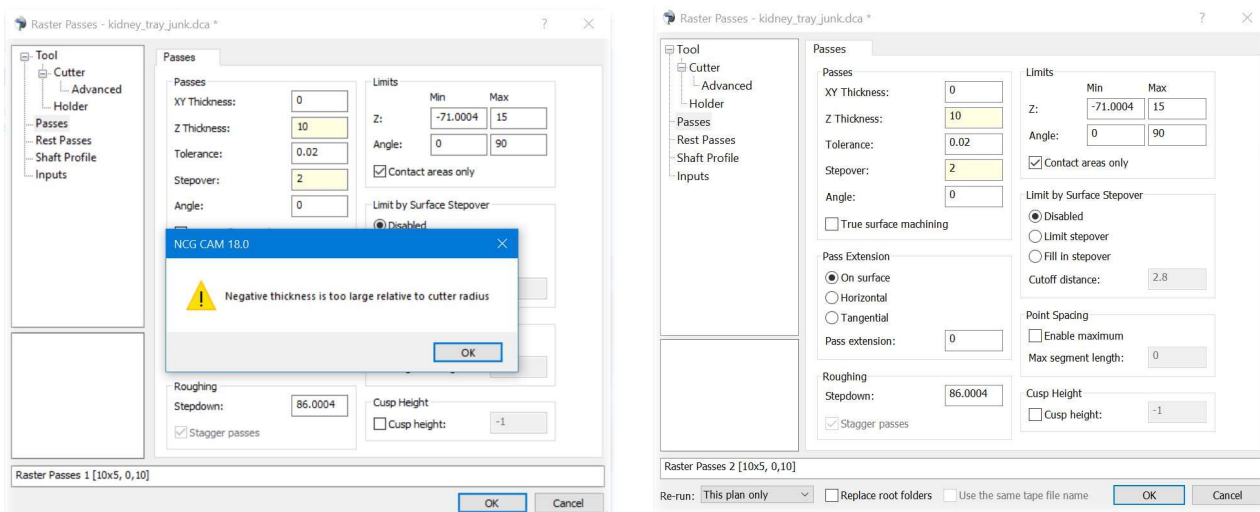 Raster Passes - kidney_tray_junk.dca *
Tool
Cutter
Advanced
Holder
Passes
Rest Passes
Shaft Profile
Inputs
Passes
Passes
XY Thickness: 0
Z Thickness: 10
Tolerance: 0.02
Stepover: 2
Angle: 0
Limits
Min Max
Z: -71.0004 15
Angle: 0 90
Contact areas only
Limit by Surface Stepover
Disabled
NCG CAM 18.0
Negative thickness is too large relative to cutter radius
OK
Roughing
Stepdown: 86.0004
Stagger passes
Cusp Height
Cusp height: -1
Raster Passes 1 [10x5, 0,10]
OK Cancel
Raster Passes - kidney_tray_junk.dca *
Tool
Cutter
Advanced
Holder
Passes
Rest Passes
Shaft Profile
Inputs
Passes
Passes
XY Thickness: 0
Z Thickness: 10
Tolerance: 0.02
Stepover: 2
Angle: 0
True surface machining
Pass Extension
On surface
Horizontal
Tangential
Pass extension: 0
Roughing
Stepdown: 86.0004
Stagger passes
Limits
Min Max
Z: -71.0004 15
Angle: 0 90
Contact areas only
Limit by Surface Stepover
Disabled
Limit stepover
Fill in stepover
Cutoff distance: 2.8
Point Spacing
Enable maximum
Max segment length: 0
Cusp Height
Cusp height: -1
Raster Passes 2 [10x5, 0,10]
Re-run: This plan only Replace root folders Use the same tape file name OK Cancel